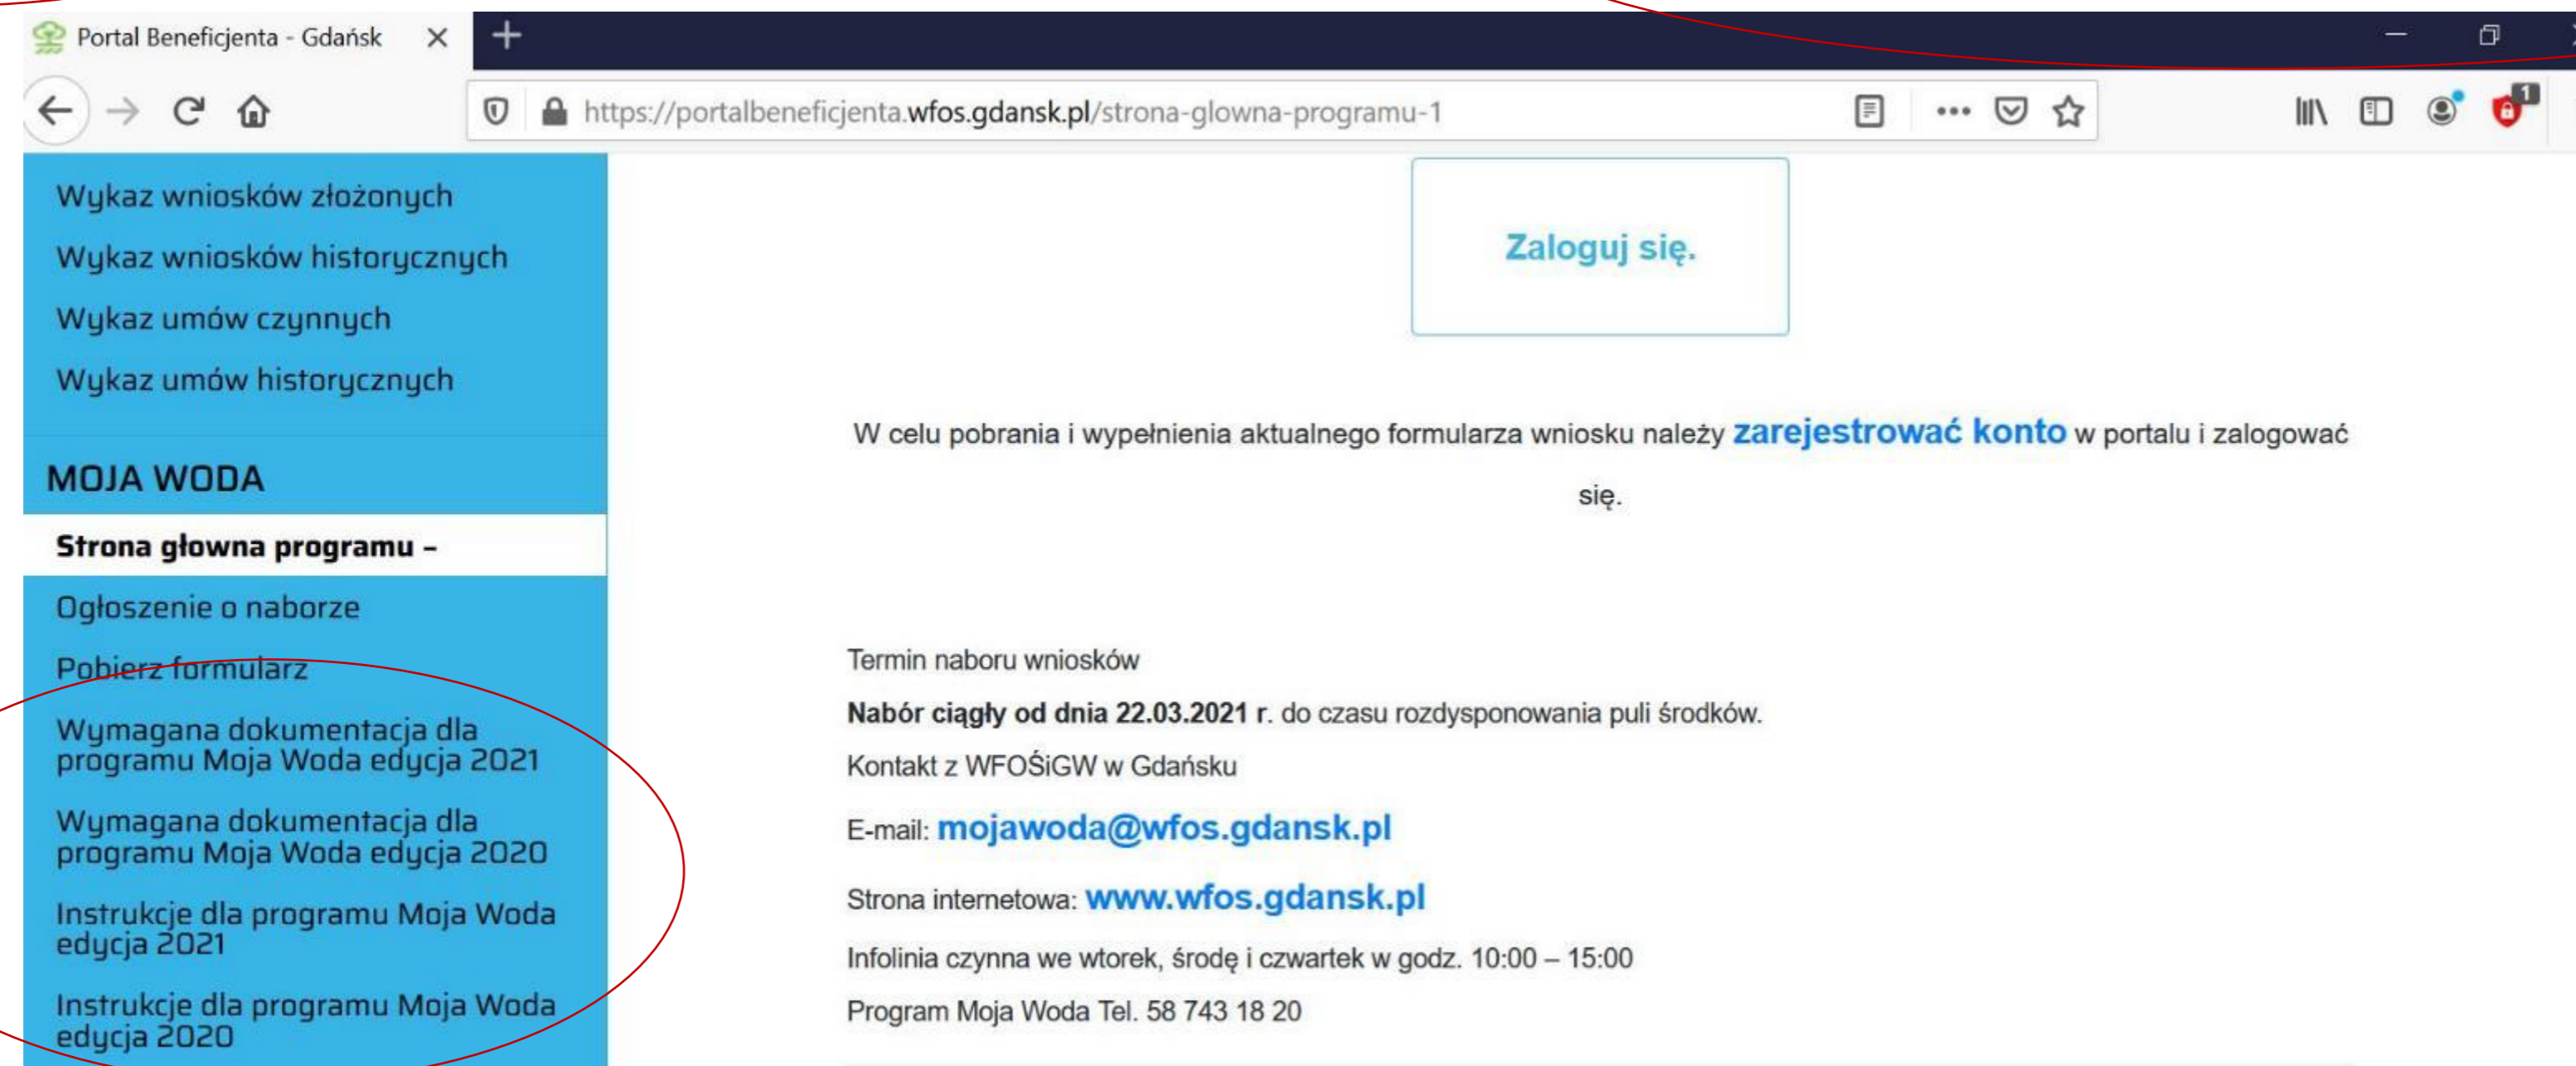 Portal Beneficjenta - Gdańsk
https://portalbeneficjenta.wfos.gdansk.pl/strona-glowna-programu-1
1
Wykaz wniosków złożonych
Wykaz wniosków historycznych
Wykaz umów czynnych
Wykaz umów historycznych
MOJA WODA
Strona głowna programu –
Ogłoszenie o naborze
Pobierz formularz
Wymagana dokumentacja dla
programu Moja Woda edycja 2021
Wymagana dokumentacja dla
programu Moja Woda edycja 2020
Instrukcje dla programu Moja Woda
edycja 2021
Instrukcje dla programu Moja Woda
edycja 2020
Zaloguj się.
W celu pobrania i wypełnienia aktualnego formularza wniosku należy zarejestrować konto w portalu i zalogować
się.
Termin naboru wniosków
Nabór ciągły od dnia 22.03.2021 r. do czasu rozdysponowania puli środków.
Kontakt z WFOŚiGW w Gdańsku
E-mail: mojawoda@wfos.gdansk.pl
Strona internetowa: www.wfos.gdansk.pl
Infolinia czynna we wtorek, środę i czwartek w godz. 10:00 – 15:00
Program Moja Woda Tel. 58 743 18 20